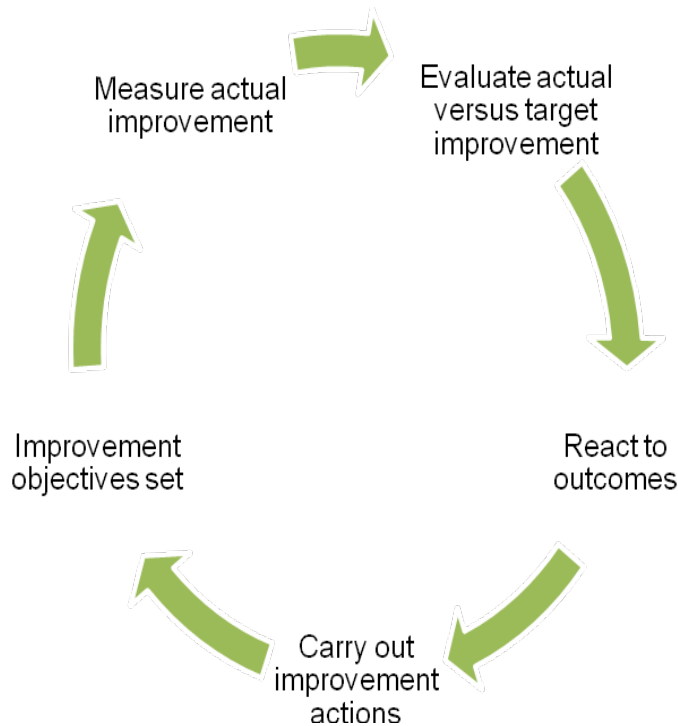 Measure actual
improvement
Evaluate actual
versus target
improvement
React to
outcomes
Carry out
improvement
actions
Improvement
objectives set